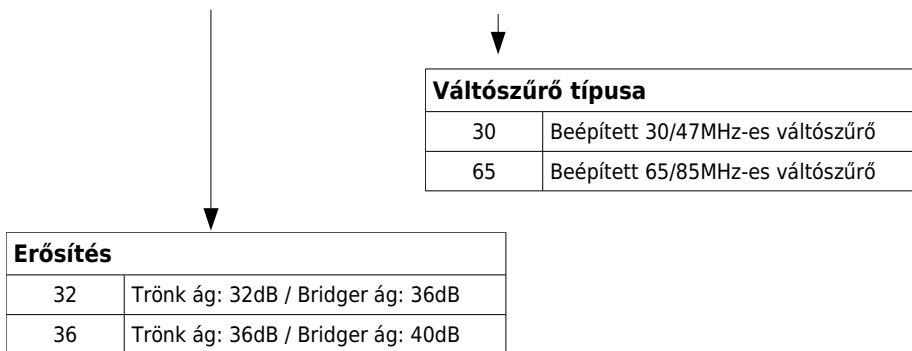 Váltószűrő típusa
30 Beépített 30/47MHz-es váltószűrő
65 Beépített 65/85MHz-es váltószűrő
Erősítés
32 Trönk ág: 32dB / Bridger ág: 36dB
36 Trönk ág: 36dB / Bridger ág: 40dB